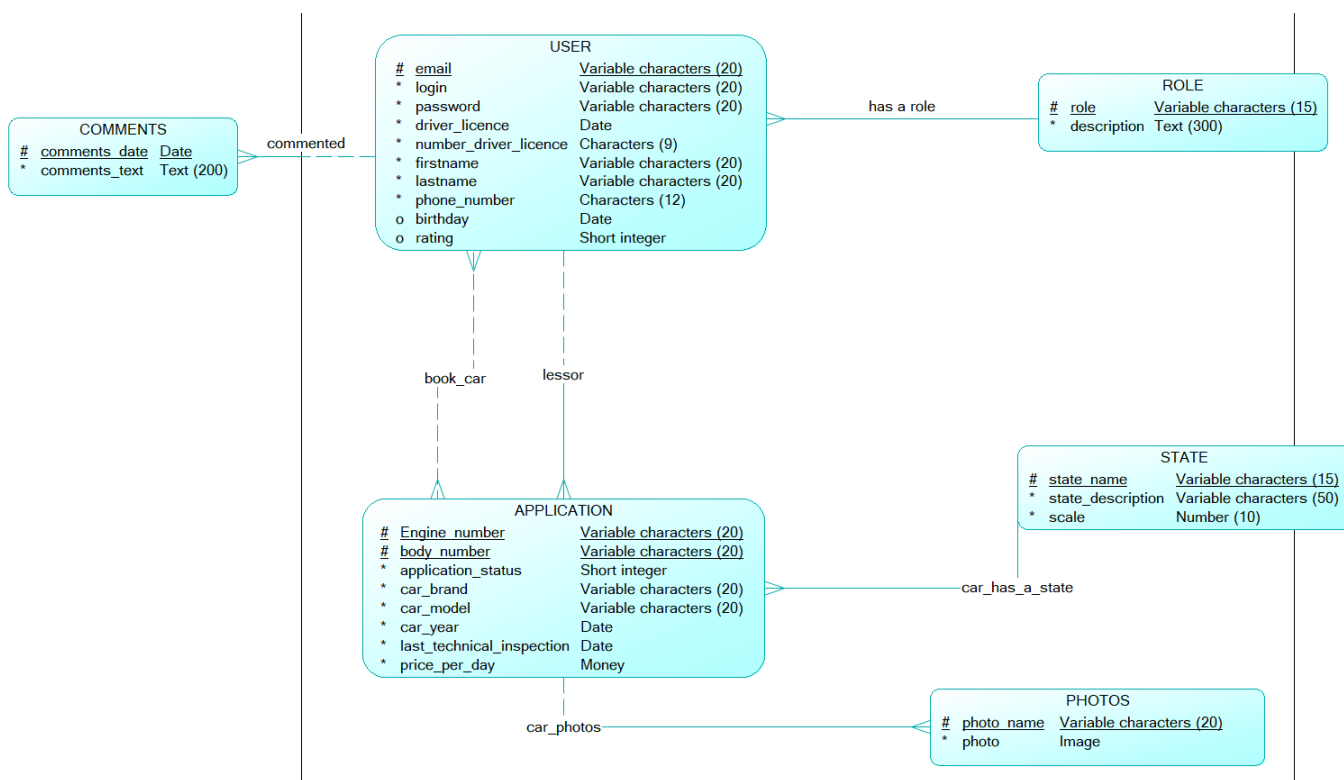 USER
# email Variable characters (20)
* login Variable characters (20)
* password Variable characters (20)
* driver_licence Date
* number_driver_licence Characters (9)
* firstname Variable characters (20)
* lastname Variable characters (20)
* phone_number Characters (12)
o birthday Date
o rating Short integer
has a role
ROLE
# role Variable characters (15)
* description Text (300)
COMMENTS
# comments_date Date
* comments_text Text (200)
commented
book_car
lessor
STATE
# state_name Variable characters (15)
* state_description Variable characters (50)
* scale Number (10)
APPLICATION
# Engine_number Variable characters (20)
# body_number Variable characters (20)
* application_status Short integer
* car_brand Variable characters (20)
* car_model Variable characters (20)
* car_year Date
* last_technical_inspection Date
* price_per_day Money
car_has_a_state
car_photos
PHOTOS
# photo_name Variable characters (20)
* photo Image